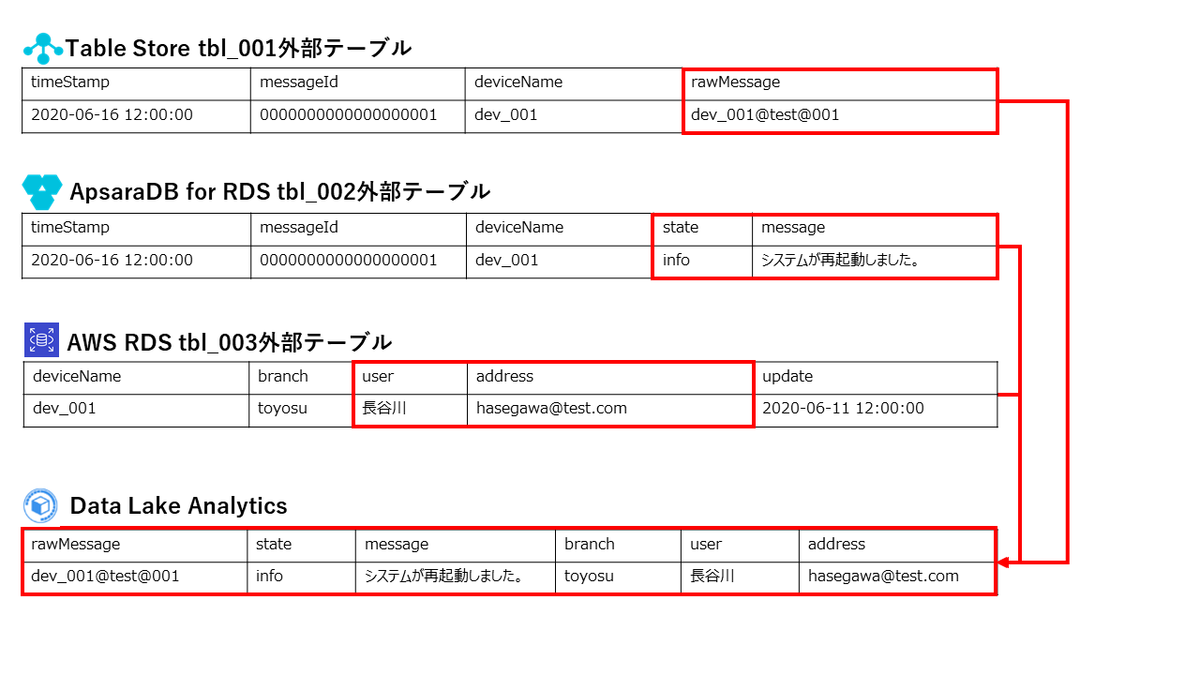 Table Store tbl_001外部テーブル
timeStamp messageId deviceName rawMessage
2020-06-16 12:00:00 0000000000000000001 dev_001 dev_001@test@001
ApsaraDB for RDS tbl_002外部テーブル
timeStamp messageId deviceName state message
2020-06-16 12:00:00 0000000000000000001 dev_001 info システムが再起動しました。
AWS RDS tbl_003外部テーブル
deviceName branch user address update
dev_001 toyosu 長谷川 hasegawa@test.com 2020-06-11 12:00:00
Data Lake Analytics
rawMessage state message branch user address
dev_001@test@001 info システムが再起動しました。 toyosu 長谷川 hasegawa@test.com